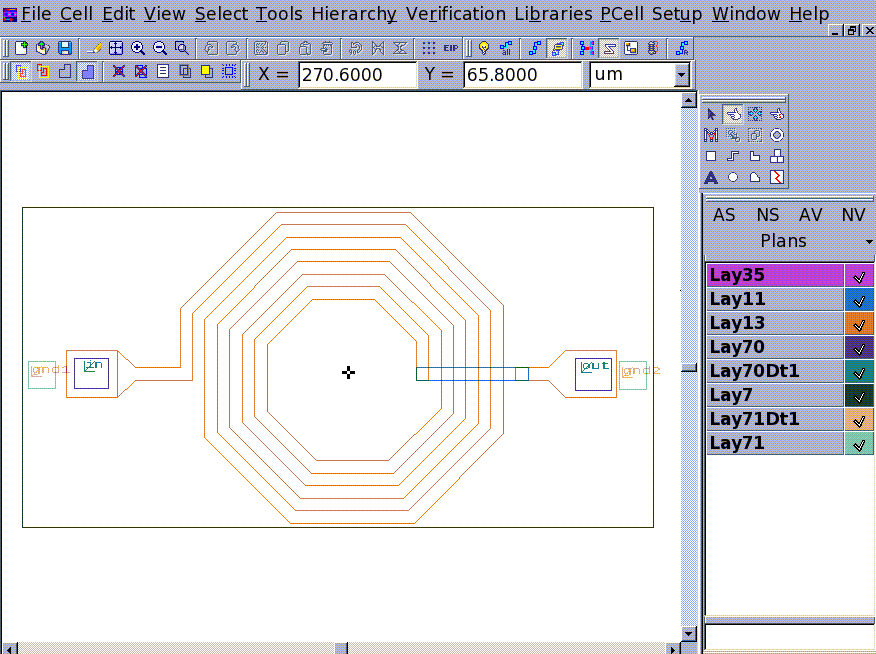 File Cell Edit View Select Tools Hierarchy Verification Libraries PCell Setup Window Help
EIP
all
X = 270.6000 Y = 65.8000 um
AS NS AV NV
Plans
Lay35
Lay11
Lay13
Lay70
Lay70Dt1
Lay7
Lay71Dt1
Lay71
gnd1 in out gnd2